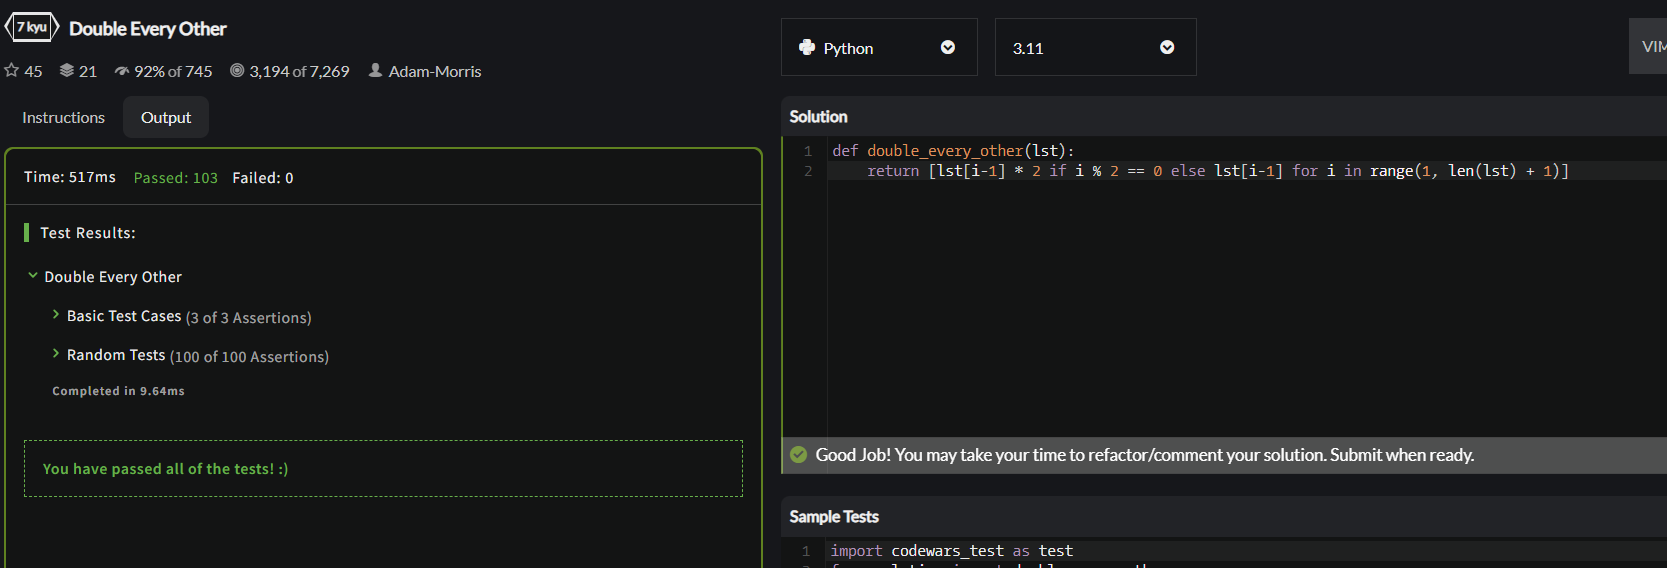 7 kyu Double Every Other
45 21 92% of 745 3,194 of 7,269 Adam-Morris
Instructions Output
Time: 517ms Passed: 103 Failed: 0
Test Results:
Double Every Other
Basic Test Cases (3 of 3 Assertions)
Random Tests (100 of 100 Assertions)
Completed in 9.64ms
You have passed all of the tests! :)
Python 3.11
VIM
Solution
1 def double_every_other(lst):
2 return [lst[i-1] * 2 if i % 2 == 0 else lst[i-1] for i in range(1, len(lst) + 1)]
Good Job! You may take your time to refactor/comment your solution. Submit when ready.
Sample Tests
1 import codewars_test as test